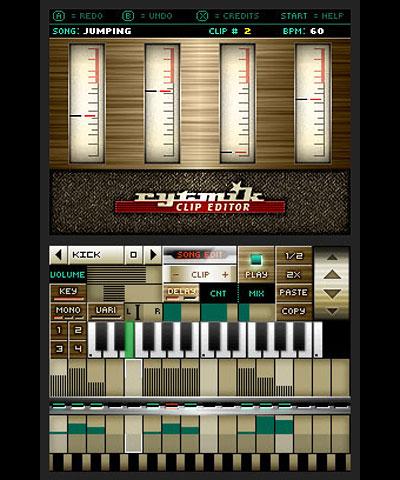 A = REDO B = UNDO X = CREDITS START = HELP
SONG: JUMPING CLIP # 2 BPM: 60
rytmik
CLIP EDITOR
KICK 0 SONG EDIT 1/2
VOLUME - CLIP + PLAY 2X
KEY DELAY CNT MIX PASTE
MONO VARI L R COPY
1 2
3 4